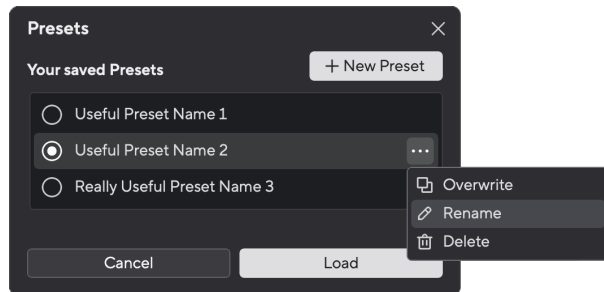 Presets
Your saved Presets
+ New Preset
Useful Preset Name 1
Useful Preset Name 2
Really Useful Preset Name 3
Overwrite
Rename
Delete
Cancel
Load